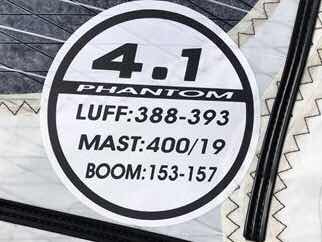 4.1
PHANTOM
LUFF:388-393
MAST:400/19
BOOM:153-157